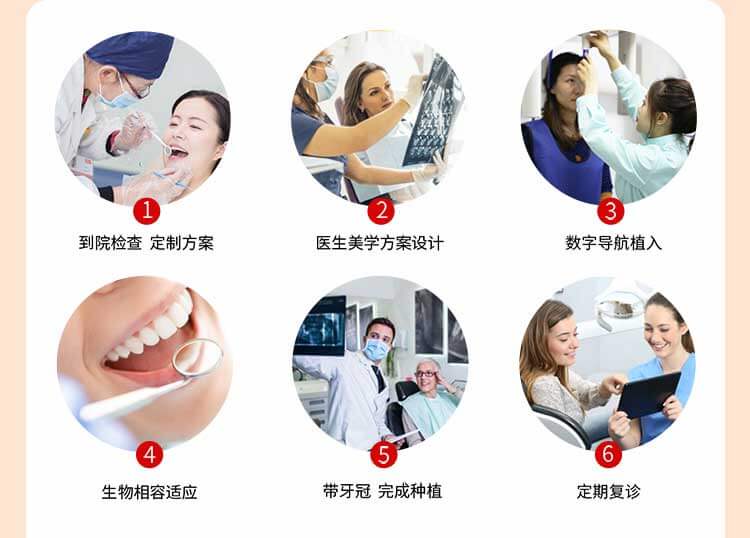 1
到院检查 定制方案
2
医生美学方案设计
3
数字导航植入
4
生物相容适应
5
带牙冠 完成种植
6
定期复诊